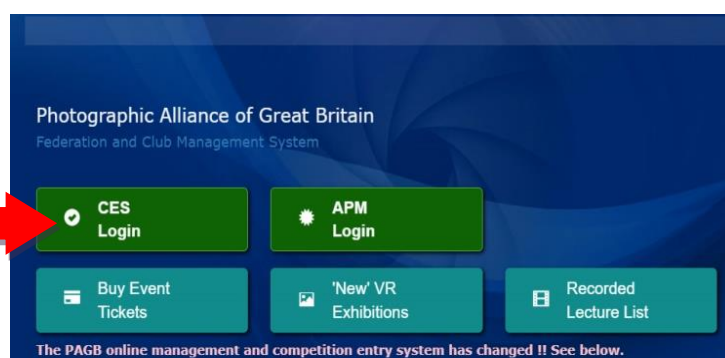 Photographic Alliance of Great Britain
Federation and Club Management System
CES
Login
APM
Login
Buy Event
Tickets
'New' VR
Exhibitions
Recorded
Lecture List
The PAGB online management and competition entry system has changed !! See below.